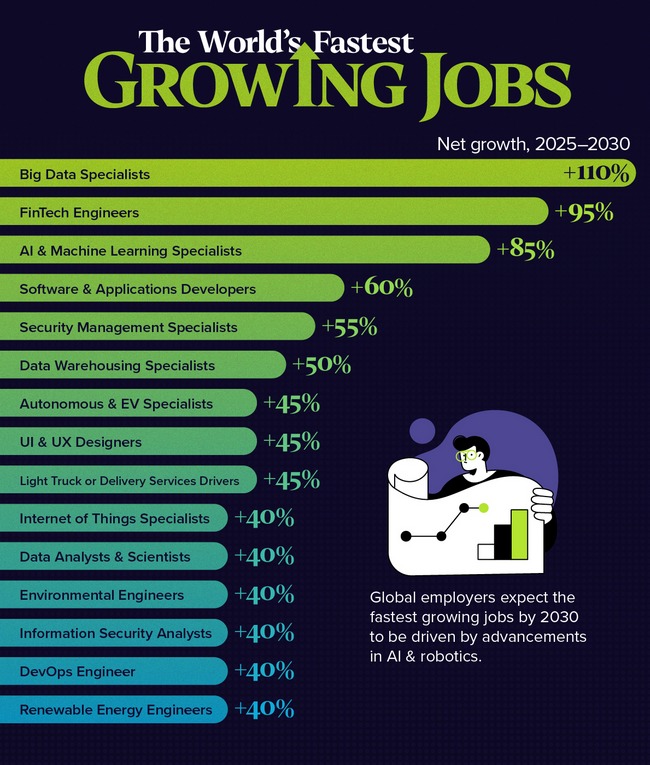 The World's Fastest
GROWING JOBS
Net growth, 2025–2030
Big Data Specialists +110%
FinTech Engineers +95%
AI & Machine Learning Specialists +85%
Software & Applications Developers +60%
Security Management Specialists +55%
Data Warehousing Specialists +50%
Autonomous & EV Specialists +45%
UI & UX Designers +45%
Light Truck or Delivery Services Drivers +45%
Internet of Things Specialists +40%
Data Analysts & Scientists +40%
Environmental Engineers +40%
Information Security Analysts +40%
DevOps Engineer +40%
Renewable Energy Engineers +40%
Global employers expect the
fastest growing jobs by 2030
to be driven by advancements
in AI & robotics.